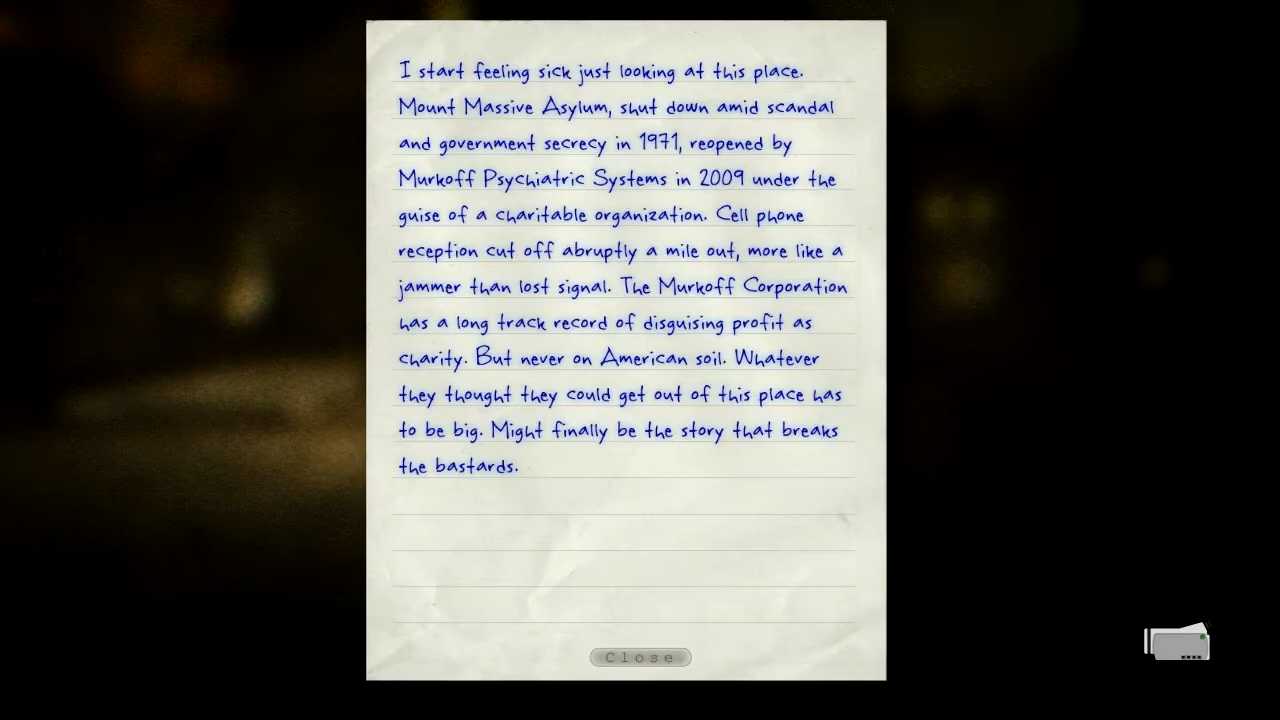 I start feeling sick just looking at this place.
Mount Massive Asylum, shut down amid scandal
and government secrecy in 1971, reopened by
Murkoff Psychiatric Systems in 2009 under the
guise of a charitable organization. Cell phone
reception cut off abruptly a mile out, more like a
jammer than lost signal. The Murkoff Corporation
has a long track record of disguising profit as
charity. But never on American soil. Whatever
they thought they could get out of this place has
to be big. Might finally be the story that breaks
the bastards.
Close